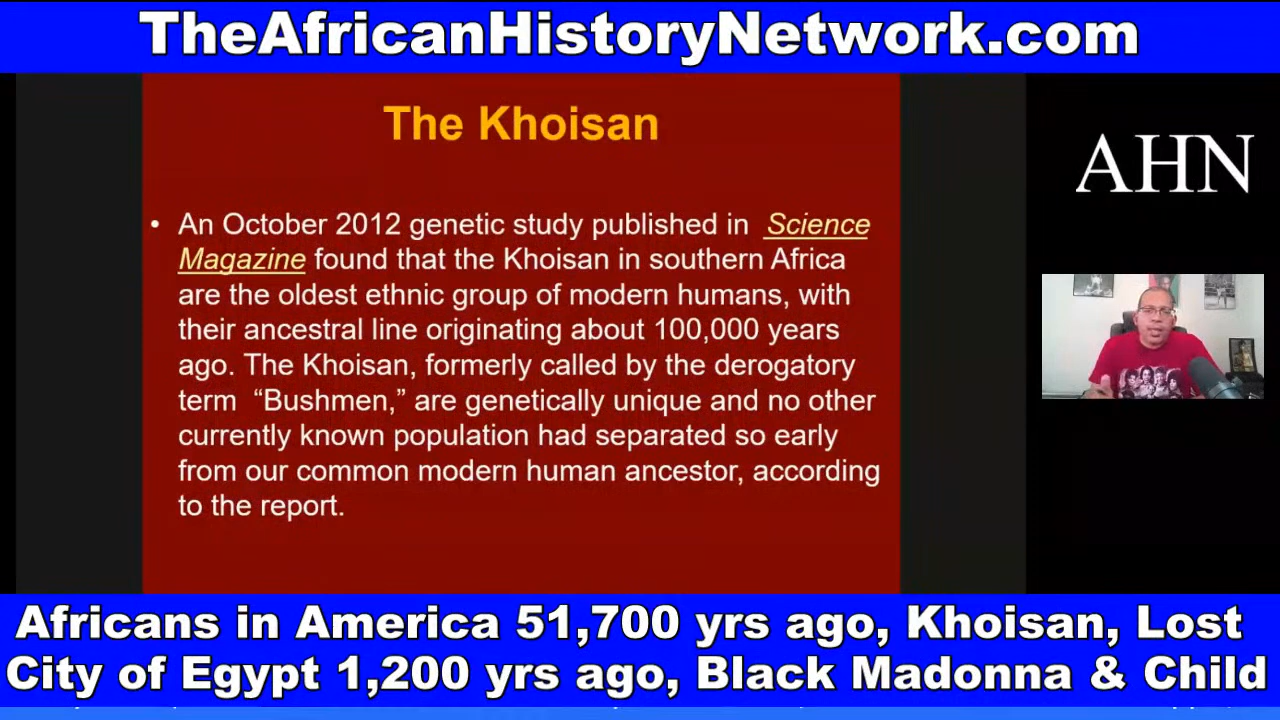 TheAfricanHistoryNetwork.com
The Khoisan
AHN
• An October 2012 genetic study published in Science
Magazine found that the Khoisan in southern Africa
are the oldest ethnic group of modern humans, with
their ancestral line originating about 100,000 years
ago. The Khoisan, formerly called by the derogatory
term “Bushmen,” are genetically unique and no other
currently known population had separated so early
from our common modern human ancestor, according
to the report.
Africans in America 51,700 yrs ago, Khoisan, Lost
City of Egypt 1,200 yrs ago, Black Madonna & Child